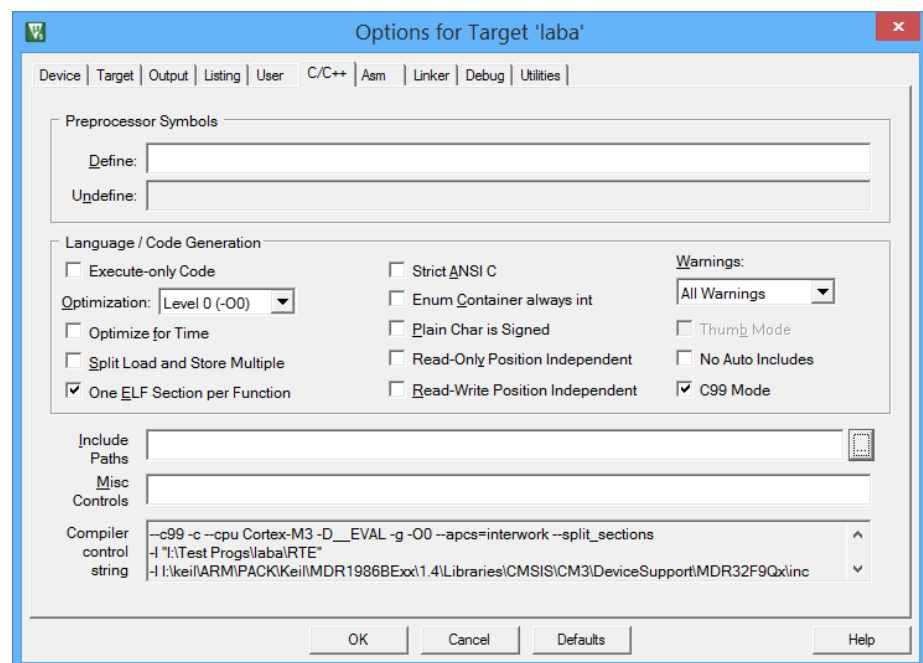 Options for Target 'laba'
Device Target Output Listing User C/C++ Asm Linker Debug Utilities
Preprocessor Symbols
Define:
Undefine:
Language / Code Generation
Execute-only Code
Optimization: Level 0 (-O0)
Optimize for Time
Split Load and Store Multiple
One ELF Section per Function
Strict ANSI C
Enum Container always int
Plain Char is Signed
Read-Only Position Independent
Read-Write Position Independent
Warnings:
All Warnings
Thumb Mode
No Auto Includes
C99 Mode
Include
Paths
...
Misc
Controls
Compiler
control
string
--c99 -c --cpu Cortex-M3 -D__EVAL -g -O0 --apcs=interwork --split_sections
-I "I:\Test Progs\laba\RTE"
-I I:\keil\ARM\PACK\Keil\MDR1986BExx\1.4\Libraries\CMSIS\CM3\DeviceSupport\MDR32F9Qx\inc
OK Cancel Defaults Help